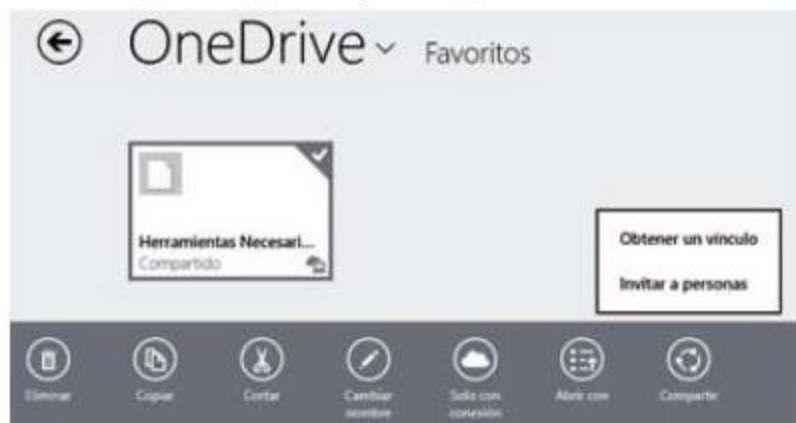 OneDrive Favoritos
Herramientas Necesari...
Compartido
Obtener un vínculo
Invitar a personas
Eliminar
Copiar
Cortar
Cambiar
nombre
Solo con
conexión
Abrir con
Compartir